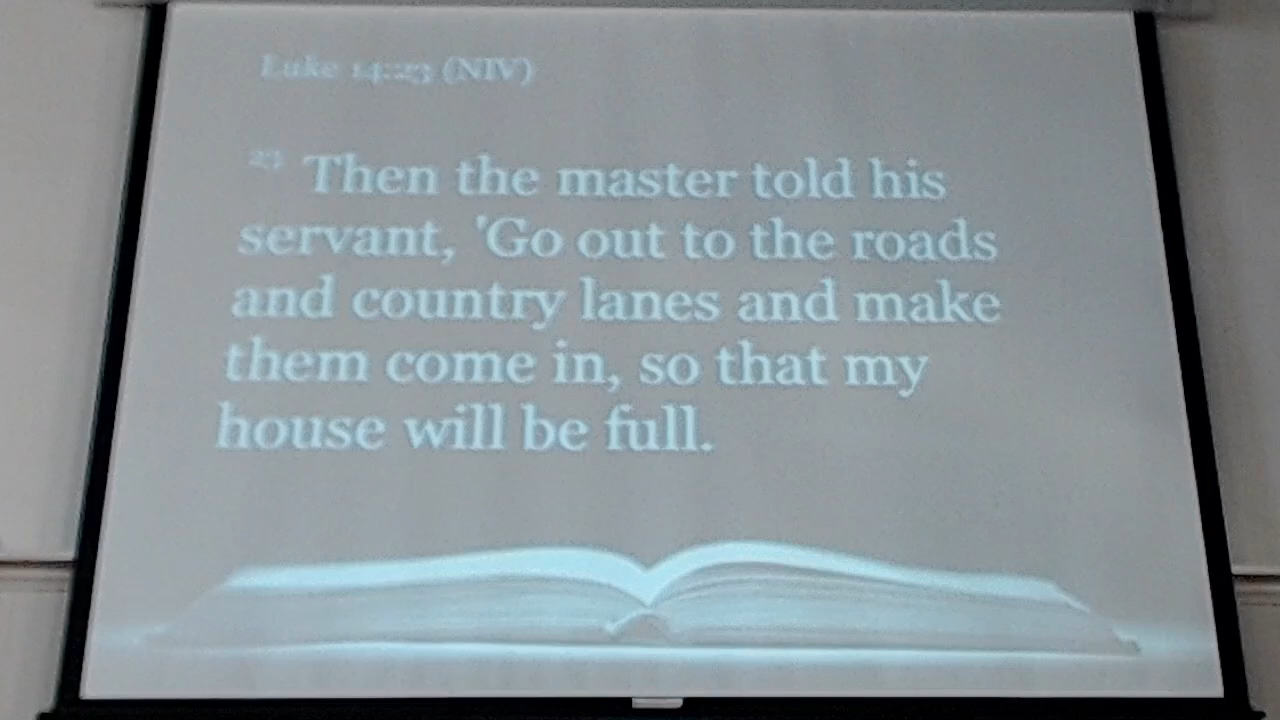 Luke 14:23 (NIV)
23 Then the master told his
servant, 'Go out to the roads
and country lanes and make
them come in, so that my
house will be full.